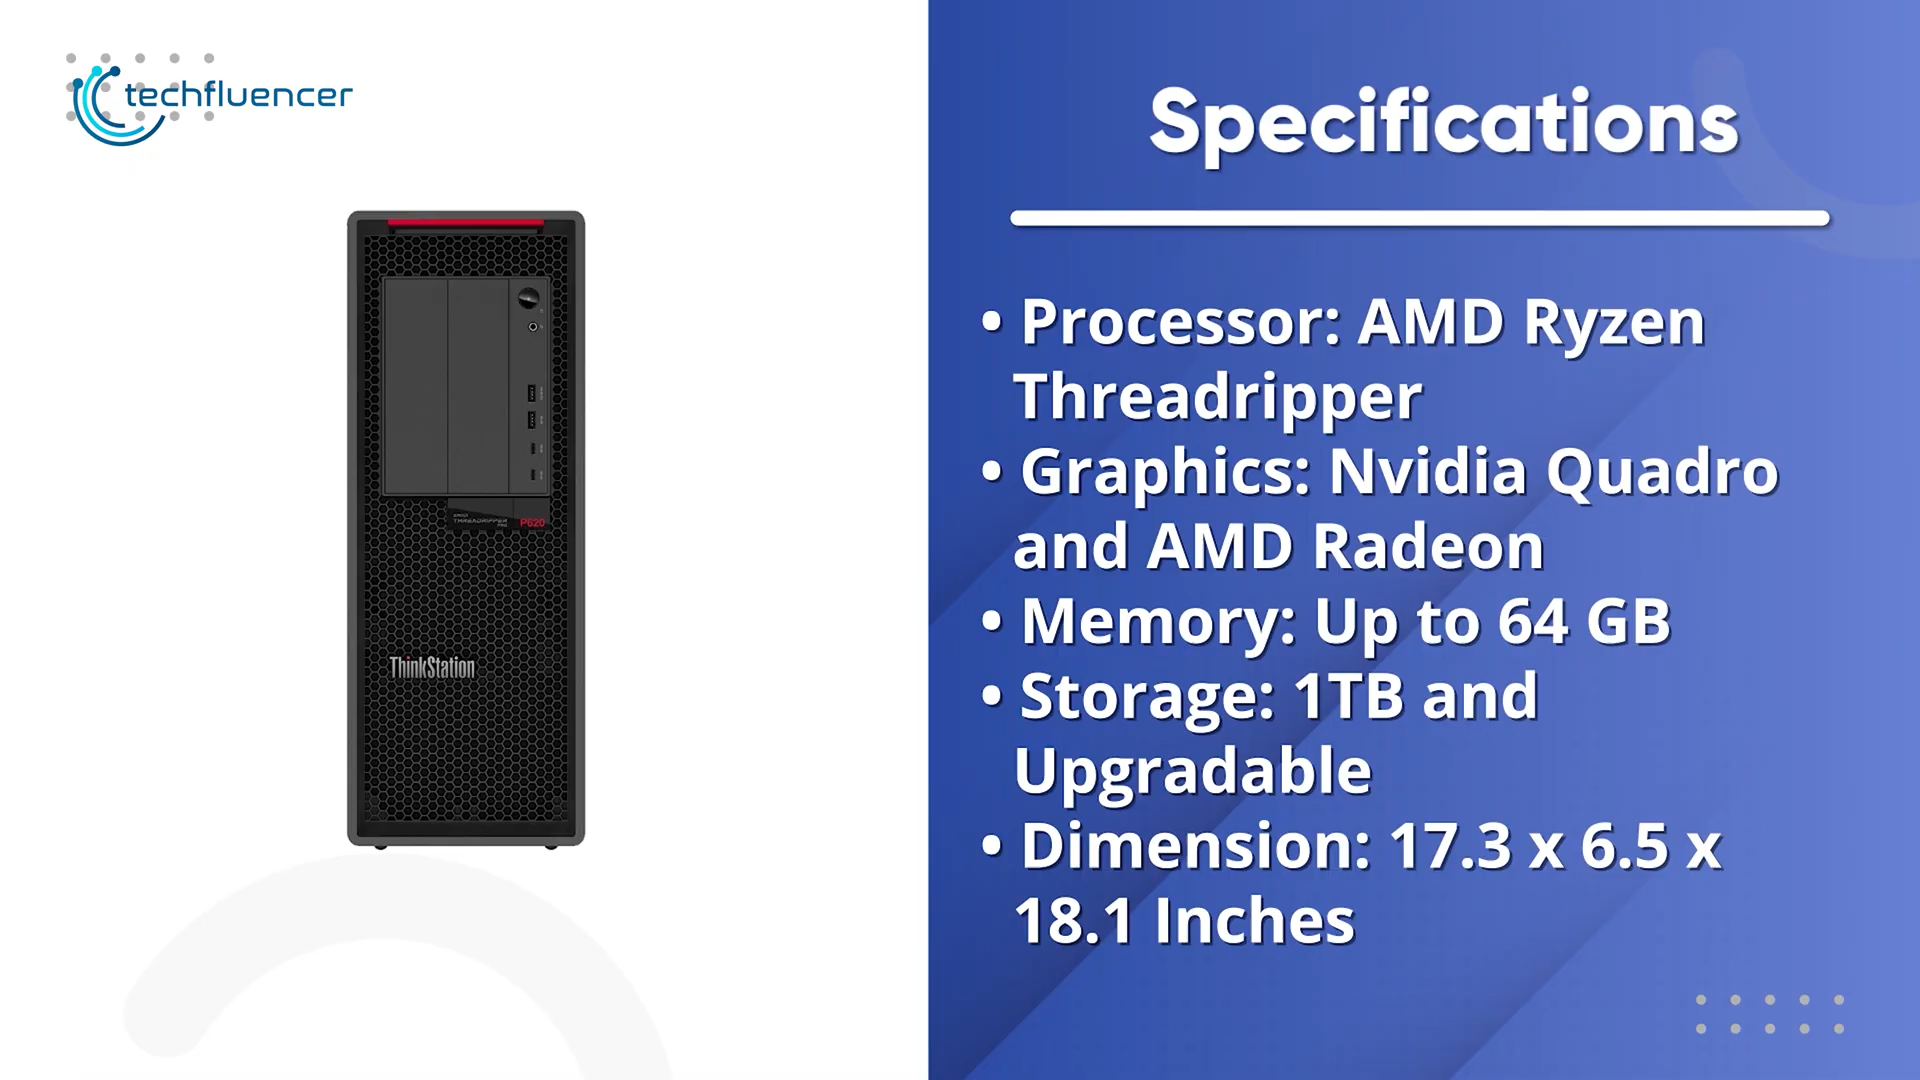 techfluencer
Specifications
• Processor: AMD Ryzen
Threadripper
• Graphics: Nvidia Quadro
and AMD Radeon
• Memory: Up to 64 GB
• Storage: 1TB and
Upgradable
• Dimension: 17.3 x 6.5 x
18.1 Inches
THREADRIPPER
P620
ThinkStation